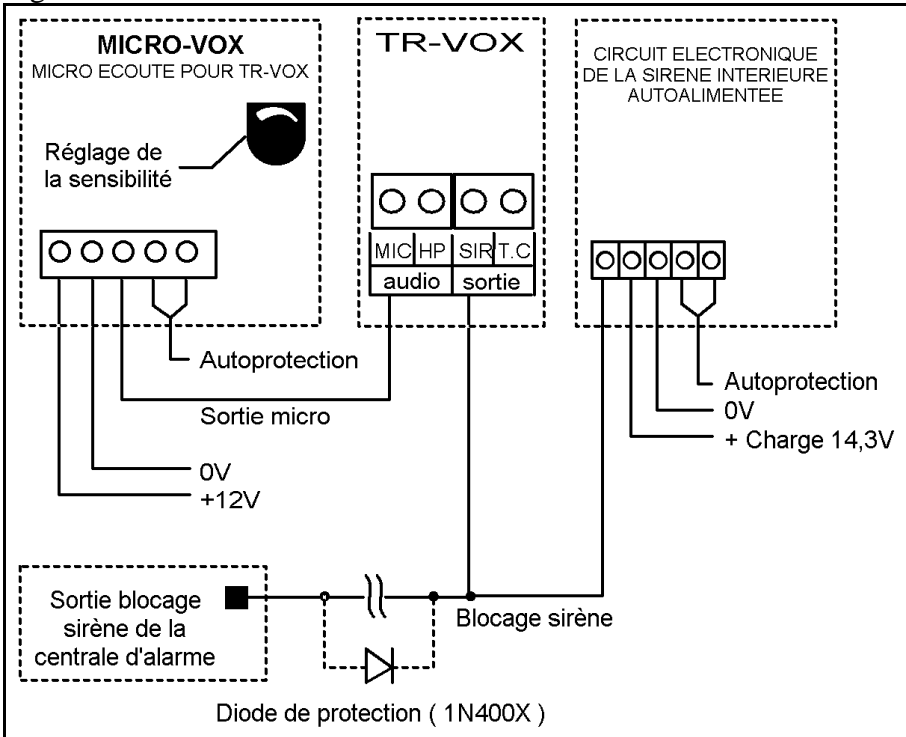 MICRO-VOX
MICRO ECOUTE POUR TR-VOX
Réglage de
la sensibilité
Autoprotection
Sortie micro
0V
+12V
TR-VOX
MIC HP SIR T.C
audio sortie
CIRCUIT ELECTRONIQUE
DE LA SIRENE INTERIEURE
AUTOALIMENTEE
Autoprotection
0V
+ Charge 14,3V
Sortie blocage
sirène de la
centrale d'alarme
Blocage sirène
Diode de protection ( 1N400X )